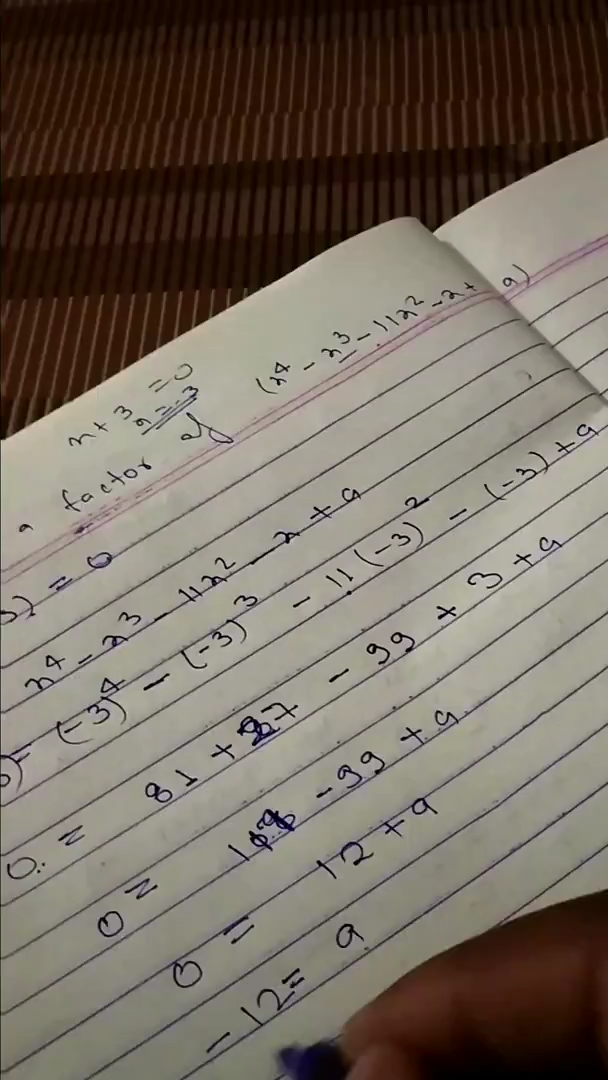 x + 3 = 0
x = -3
a factor of (x⁴ - x³ - 11x² - x + a)
3) = 0
x⁴ - x³ - 11x² - x + a
(-3)⁴ - (-3)³ - 11(-3)² - (-3) + a
0. = 81 + 27 - 99 + 3 + a
0 = - 99 + a
0 = 12 + a
- 12 = a